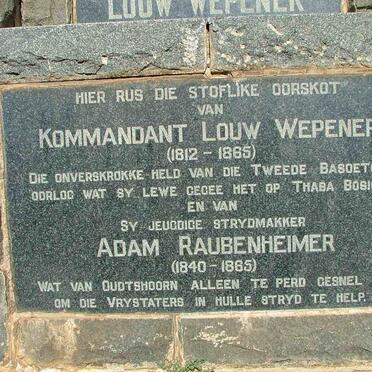 LOUW WEPENER
HIER RUS DIE STOFLIKE OORSKOT
VAN
KOMMANDANT LOUW WEPENER
(1812 - 1865)
DIE ONVERSKROKKE HELD VAN DIE TWEEDE BASOETO
OORLOG WAT SY LEWE GEGEE HET OP THABA BOSIGO
EN VAN
SY JEUGDIGE STRYDMAKKER
ADAM RAUBENHEIMER
(1840 - 1865)
WAT VAN OUDTSHOORN ALLEEN TE PERD GESNEL
OM DIE VRYSTATERS IN HULLE STRYD TE HELP.